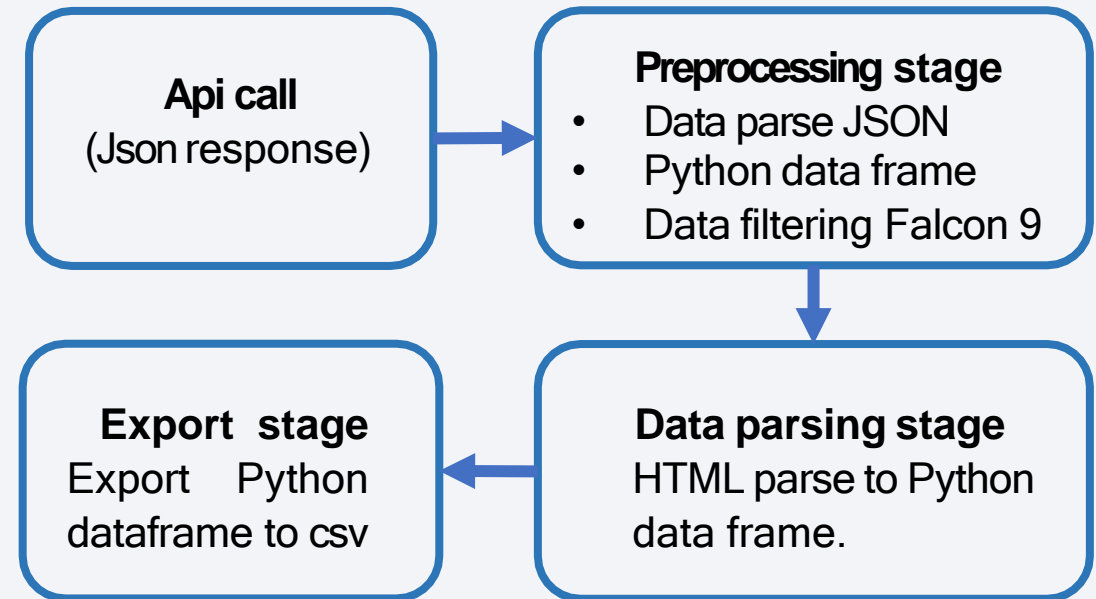 Api call
(Json response)
Preprocessing stage
• Data parse JSON
• Python data frame
• Data filtering Falcon 9
Data parsing stage
HTML parse to Python
data frame.
Export stage
Export Python
dataframe to csv